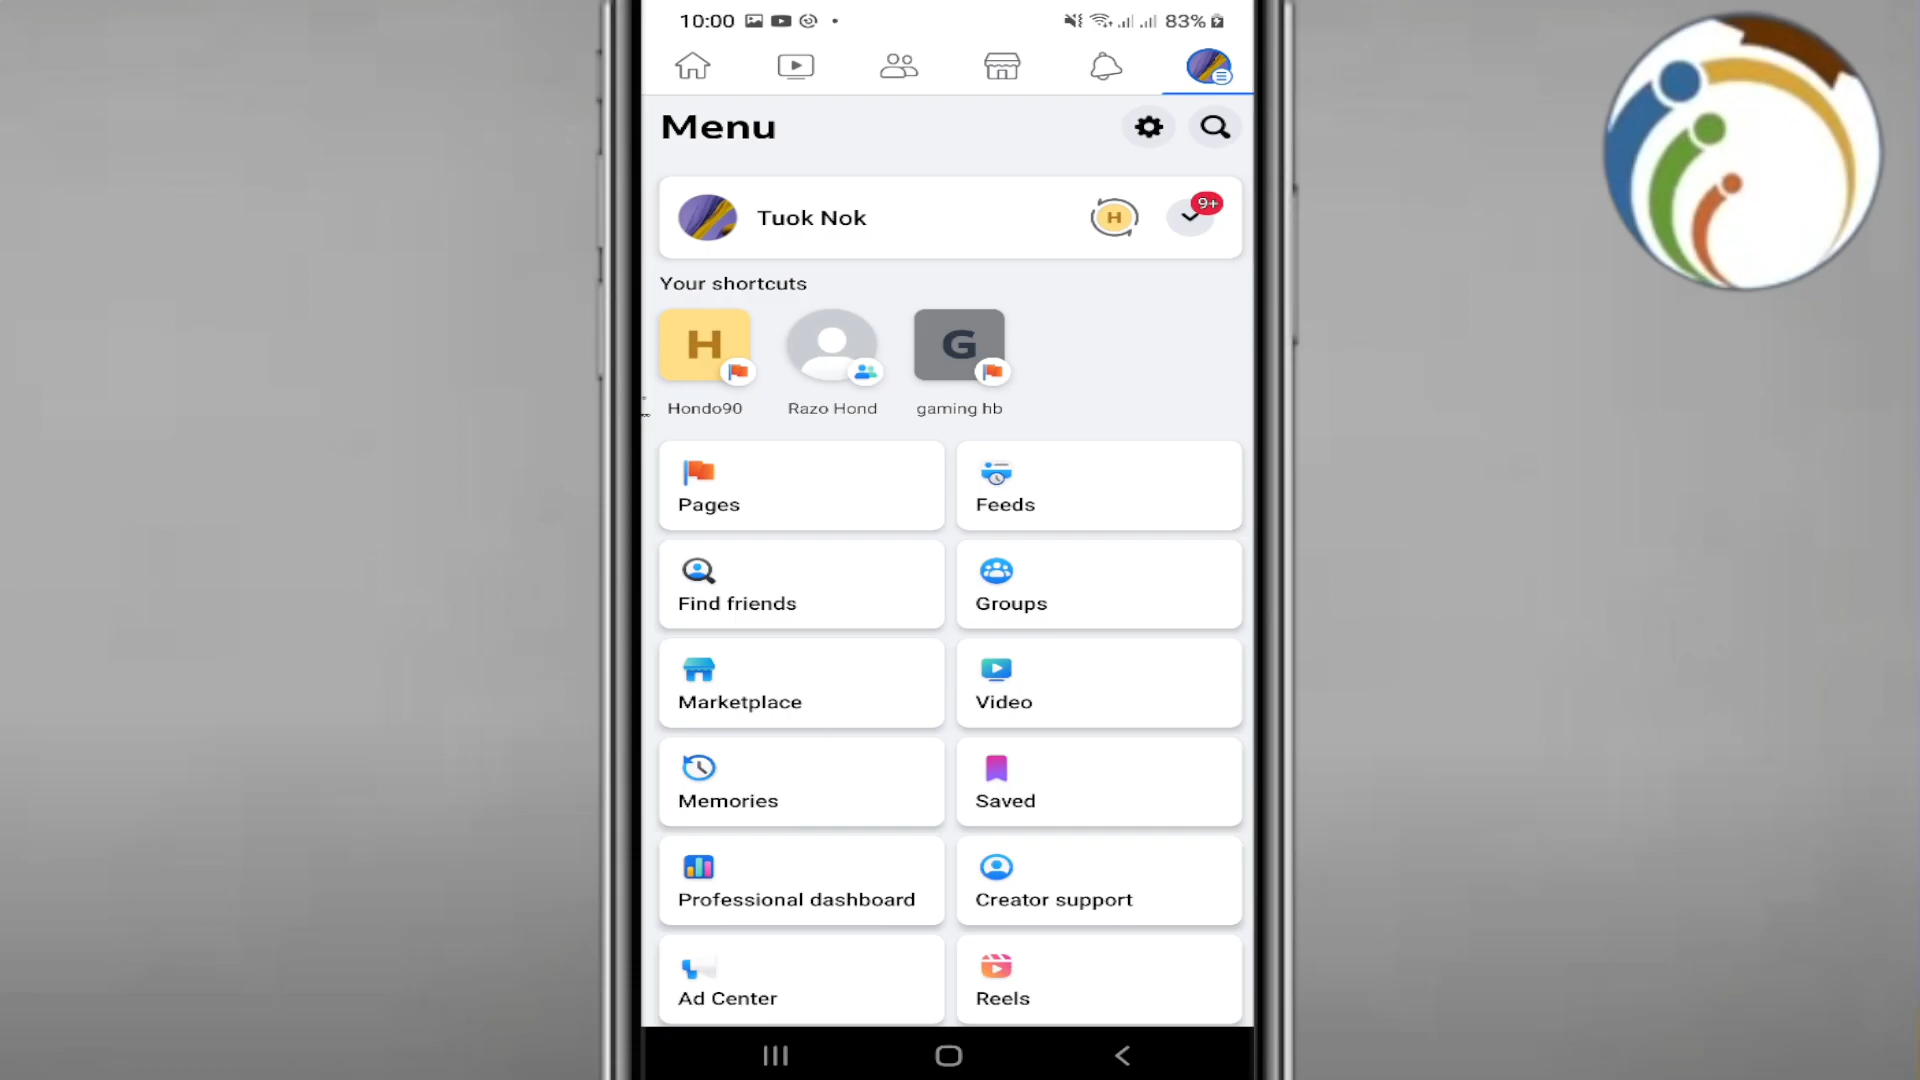 10:00 83%
Menu
Tuok Nok H 9+
Your shortcuts
H G
Hondo90 Razo Hond gaming hb
Pages Feeds
Find friends Groups
Marketplace Video
Memories Saved
Professional dashboard Creator support
Ad Center Reels